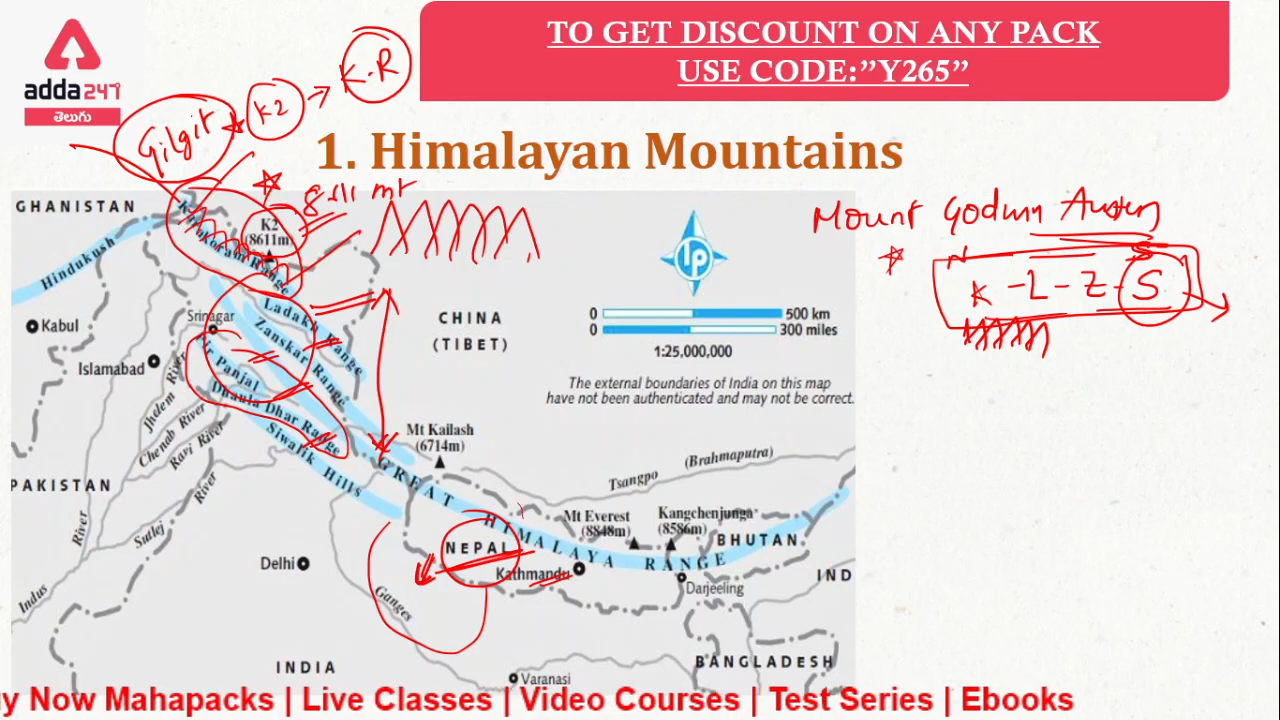 TO GET DISCOUNT ON ANY PACK
USE CODE:”Y265”
adda247
తెలుగు
Gilgit
K2
K.R
1. Himalayan Mountains
GHANISTAN
Hindukush
K2
(8611m)
Range
8611 mt
Mount Godwin Austen
N
S
K - L - Z - S
Kabul
Srinagar
Islamabad
Ladakh Range
Zanskar Range
Pir Panjal
Dhaula Dhar Range
Siwalik Hills
Jhelem River
Chenab River
Ravi River
PAKISTAN
River
River
Sutlej
Indus
CHINA
(TIBET)
lp
0 500 km
0 300 miles
1:25,000,000
The external boundaries of India on this map
have not been authenticated and may not be correct.
Mt Kailash
(6714m)
Tsangpo (Brahmaputra)
GREAT HIMALAYA RANGE
Mt Everest
(8848m)
Kangchenjunga
(8586m)
BHUTAN
NEPAL
Kathmandu
Darjeeling
IND
Delhi
Ganges
INDIA
Varanasi
BANGLADESH
y Now Mahapacks | Live Classes | Video Courses | Test Series | Ebooks